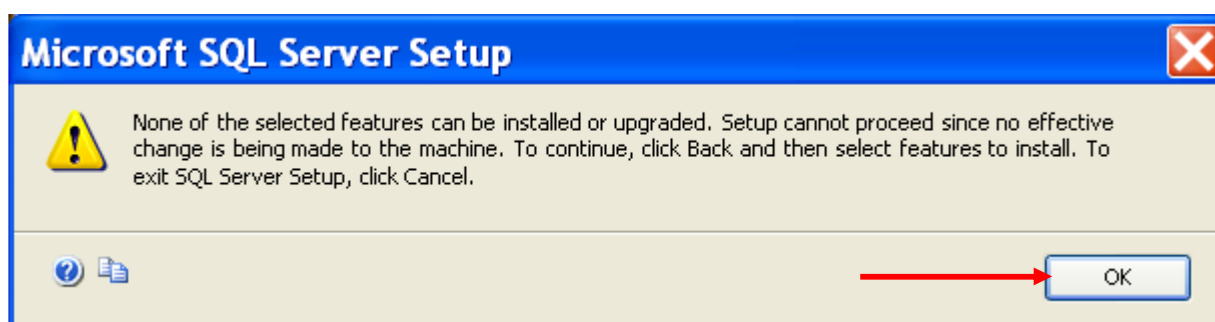 Microsoft SQL Server Setup
None of the selected features can be installed or upgraded. Setup cannot proceed since no effective
change is being made to the machine. To continue, click Back and then select features to install. To
exit SQL Server Setup, click Cancel.
OK